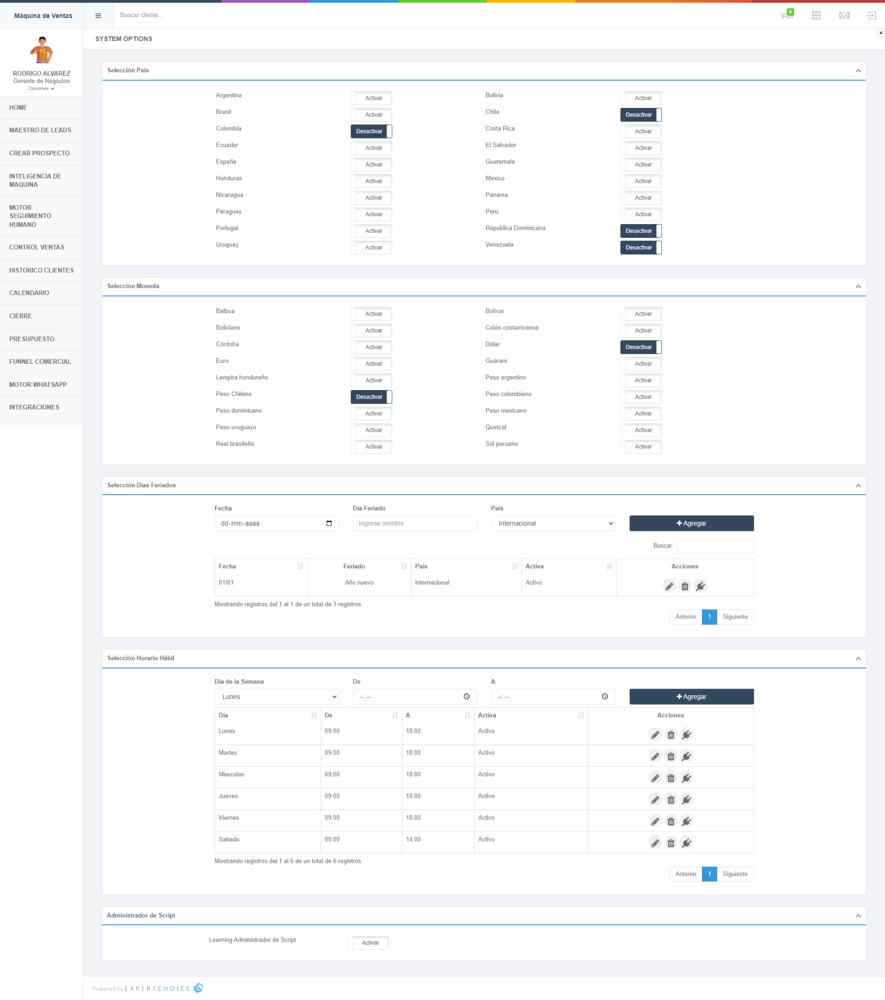 Máquina de Ventas
Buscar cliente...
0
SYSTEM OPTIONS
FI
RODRIGO ALVAREZ
Gerente de Negocios
Opciones
HOME
MAESTRO DE LEADS
CREAR PROSPECTO
INTELIGENCIA DE
MAQUINA
MOTOR
SEGUIMIENTO
HUMANO
CONTROL VENTAS
HISTORICO CLIENTES
CALENDARIO
CIERRE
PRESUPUESTO
FUNNEL COMERCIAL
MOTOR WHATSAPP
INTEGRACIONES
Selección País
Argentina Activar Bolivia Activar
Brasil Activar Chile Desactivar
Colombia Desactivar Costa Rica Activar
Ecuador Activar El Salvador Activar
España Activar Guatemala Activar
Honduras Activar Mexico Activar
Nicaragua Activar Panama Activar
Paraguay Activar Peru Activar
Portugal Activar Republica Dominicana Desactivar
Uruguay Activar Venezuela Desactivar
Selección Moneda
Balboa Activar Bolívar Activar
Boliviano Activar Colón costarricense Activar
Córdoba Activar Dólar Desactivar
Euro Activar Guaraní Activar
Lempira hondureño Activar Peso argentino Activar
Peso Chileno Desactivar Peso colombiano Activar
Peso dominicano Activar Peso mexicano Activar
Peso uruguayo Activar Quetzal Activar
Real brasileño Activar Sol peruano Activar
Selección Días Feriados
Fecha Día Feriado País
dd-mm-aaaa Ingrese nombre Internacional + Agregar
Buscar:
Fecha Feriado País Activa Acciones
01/01 Año nuevo Internacional Activo
Mostrando registros del 1 al 1 de un total de 1 registros
Anterior 1 Siguiente
Selección Horario Hábil
Día de la Semana De A
Lunes --:-- --:-- + Agregar
Día De A Activa Acciones
Lunes 09:00 18:00 Activo
Martes 09:00 18:00 Activo
Miercoles 09:00 18:00 Activo
Jueves 09:00 18:00 Activo
Viernes 09:00 18:00 Activo
Sabado 09:00 14:00 Activo
Mostrando registros del 1 al 6 de un total de 6 registros
Anterior 1 Siguiente
Administrador de Script
Learning Administrador de Script Activar
Powered by EXPERTCHOICE